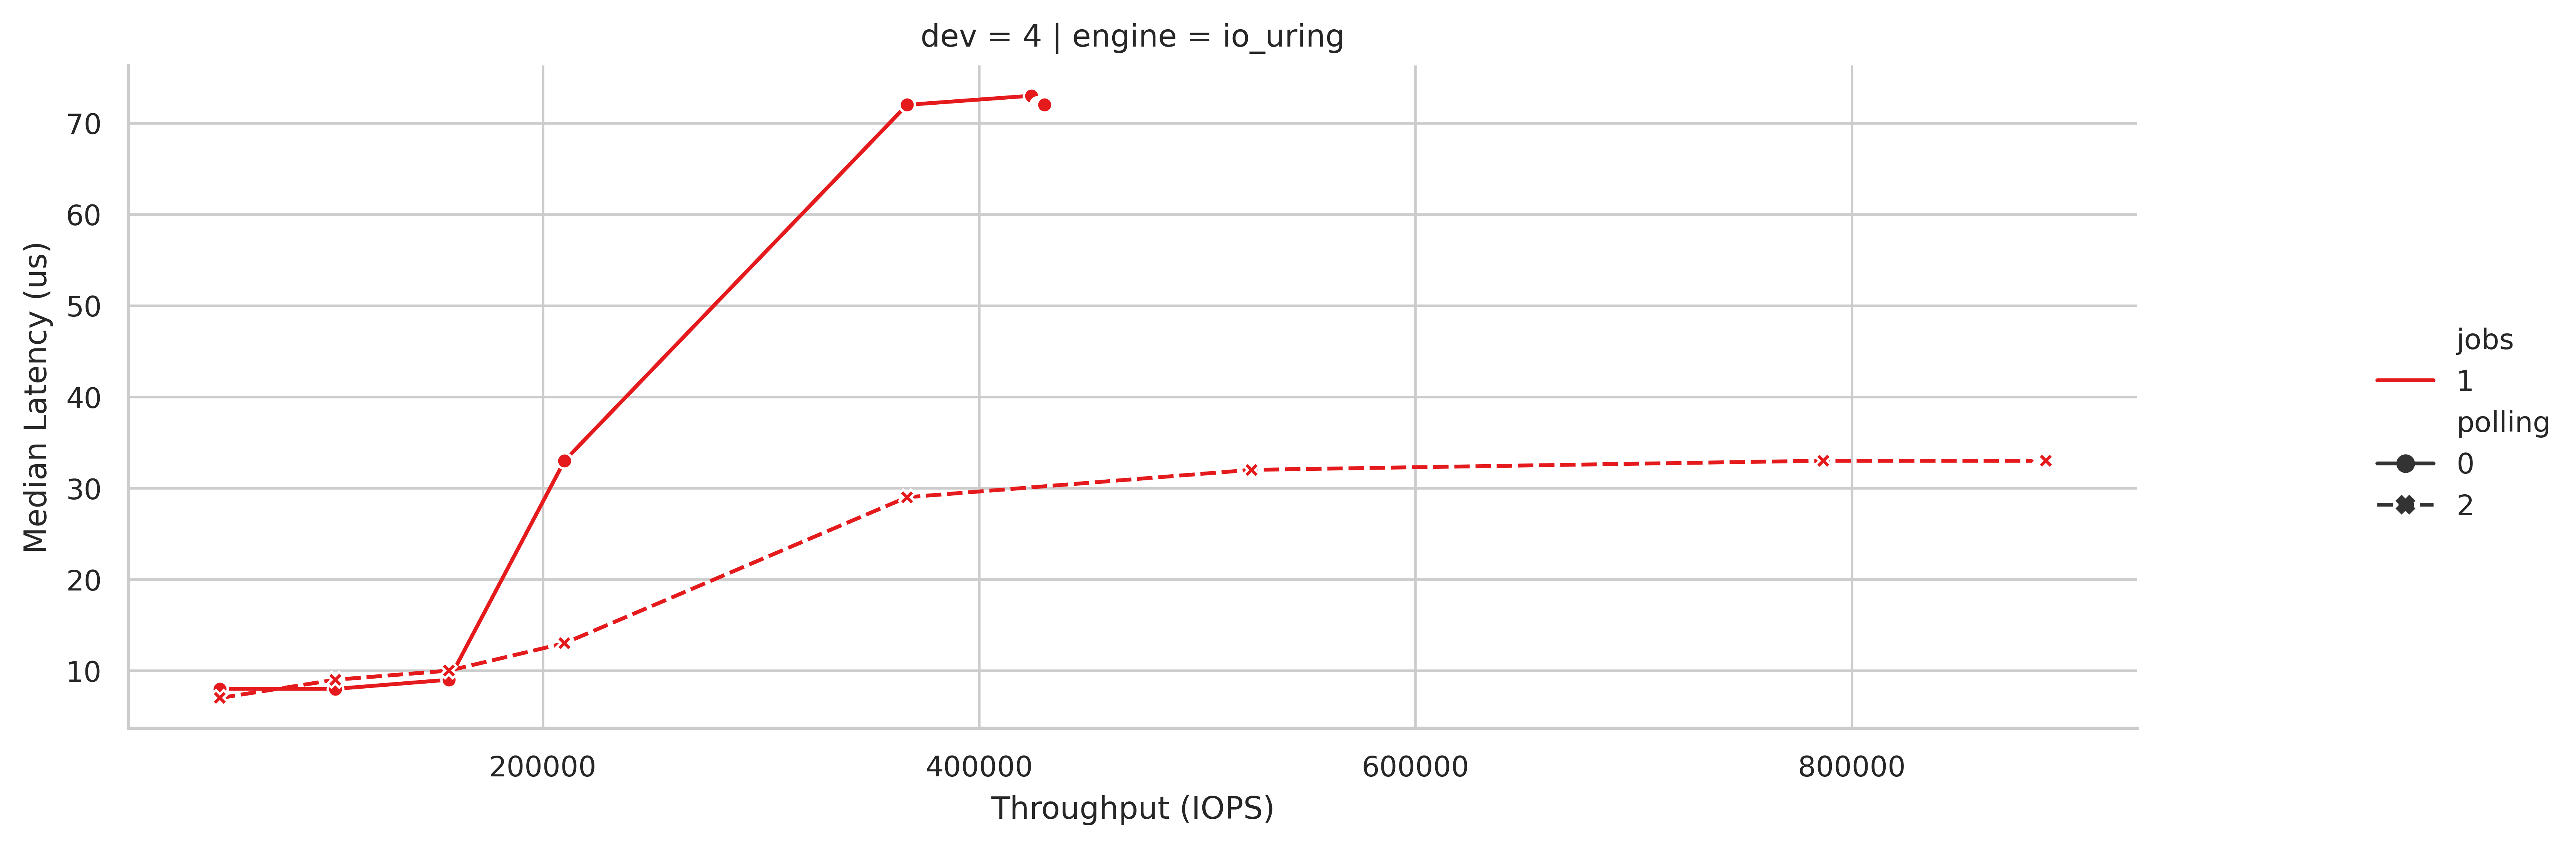 dev = 4 | engine = io_uring
Median Latency (us)
70
60
50
40
30
20
10
200000 400000 600000 800000
Throughput (IOPS)
jobs
1
polling
0
2